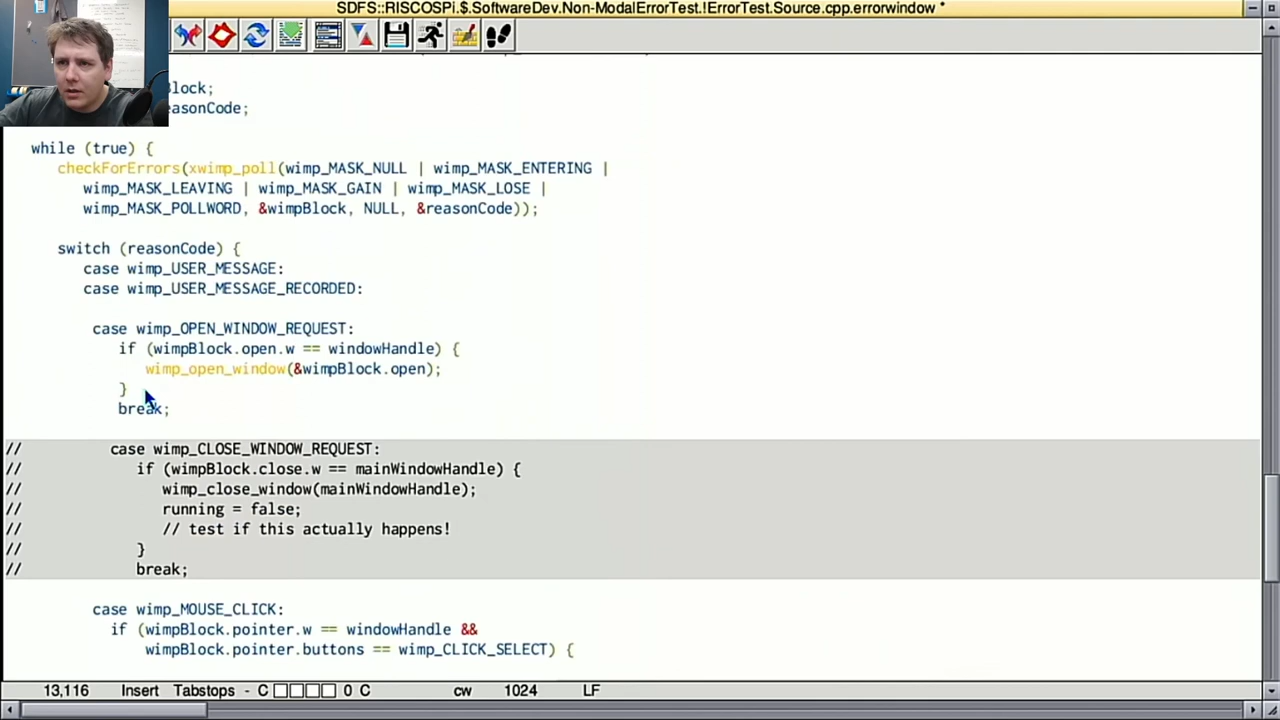 SDFS::RISCOSPi.$.SoftwareDev.Non-ModalErrorTest.!ErrorTest.Source.cpp.errorwindow *
lock;
easonCode;
while (true) {
checkForErrors(xwimp_poll(wimp_MASK_NULL | wimp_MASK_ENTERING |
wimp_MASK_LEAVING | wimp_MASK_GAIN | wimp_MASK_LOSE |
wimp_MASK_POLLWORD, &wimpBlock, NULL, &reasonCode));
switch (reasonCode) {
case wimp_USER_MESSAGE:
case wimp_USER_MESSAGE_RECORDED:
case wimp_OPEN_WINDOW_REQUEST:
if (wimpBlock.open.w == windowHandle) {
wimp_open_window(&wimpBlock.open);
}
break;
// case wimp_CLOSE_WINDOW_REQUEST:
// if (wimpBlock.close.w == mainWindowHandle) {
// wimp_close_window(mainWindowHandle);
// running = false;
// // test if this actually happens!
// }
// break;
case wimp_MOUSE_CLICK:
if (wimpBlock.pointer.w == windowHandle &&
wimpBlock.pointer.buttons == wimp_CLICK_SELECT) {
13,116 Insert Tabstops - C 0 C cw 1024 LF